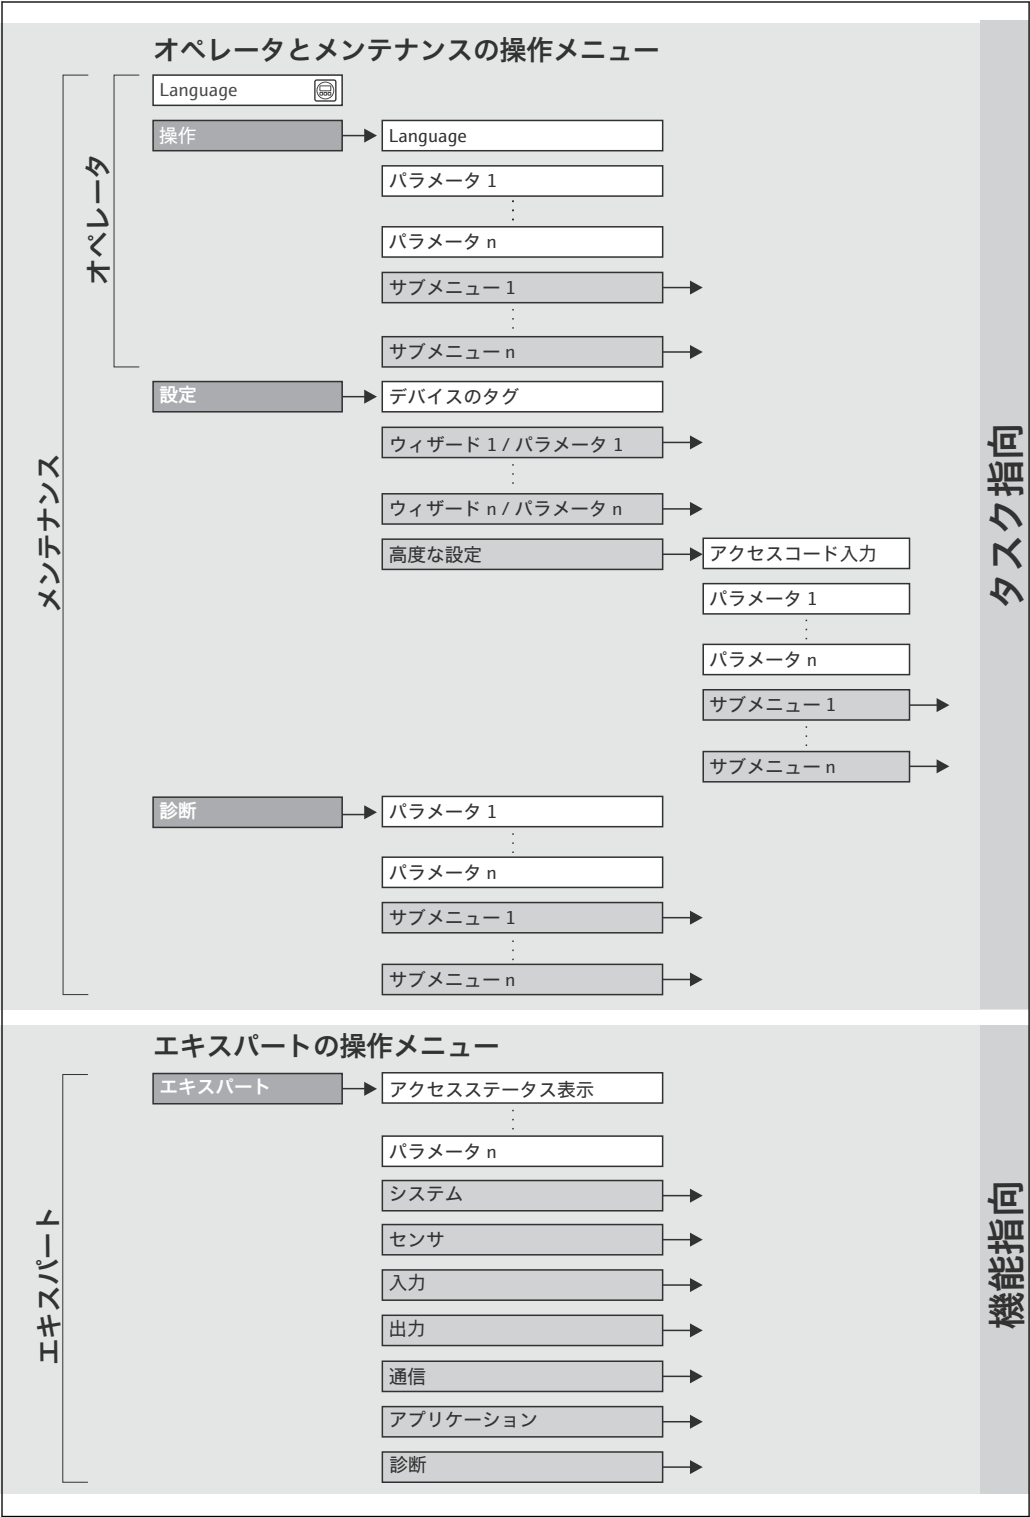 オペレータとメンテナンスの操作メニュー
Language
操作
Language
パラメータ 1
パラメータ n
サブメニュー 1
サブメニュー n
オペレータ
設定
デバイスのタグ
ウィザード 1 / パラメータ 1
ウィザード n / パラメータ n
高度な設定
アクセスコード入力
パラメータ 1
パラメータ n
サブメニュー 1
サブメニュー n
メンテナンス
タスク指向
診断
パラメータ 1
パラメータ n
サブメニュー 1
サブメニュー n
エキスパートの操作メニュー
エキスパート
アクセスステータス表示
パラメータ n
システム
センサ
入力
出力
通信
アプリケーション
診断
エキスパート
機能指向